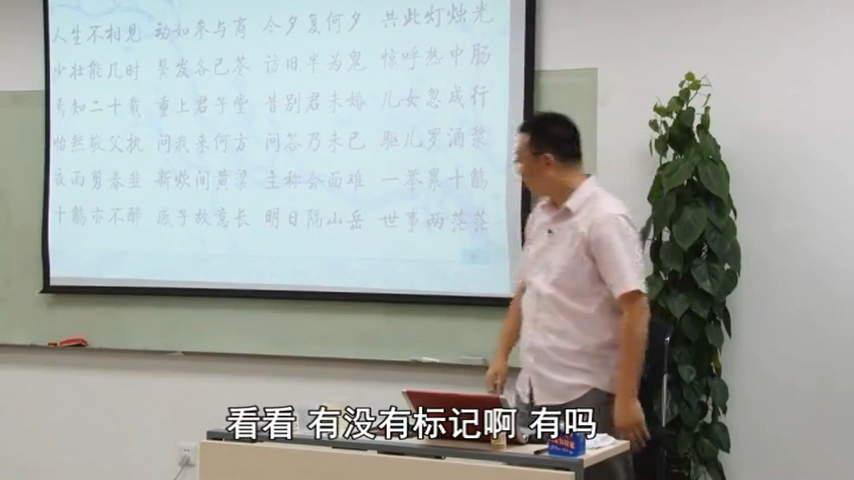 人生不相见 动如参与商 今夕复何夕 共此灯烛光
少壮能几时 鬓发各已苍 访旧半为鬼 惊呼热中肠
焉知二十载 重上君子堂 昔别君未婚 儿女忽成行
怡然敬父执 问我来何方 问答乃未已 驱儿罗酒浆
夜雨剪春韭 新炊间黄粱 主称会面难 一举累十觞
十觞亦不醉 感子故意长 明日隔山岳 世事两茫茫
看看 有没有标记啊 有吗